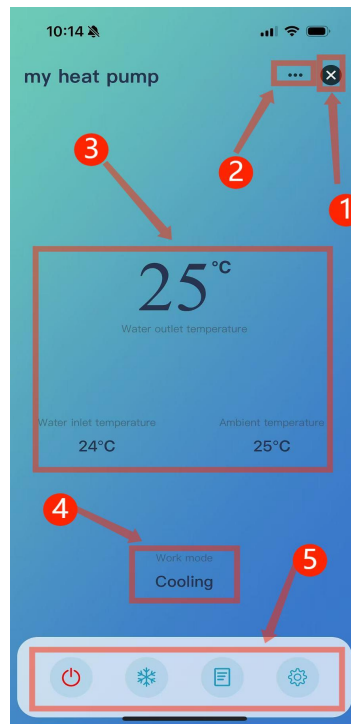 10:14
my heat pump
1
2
3
25°C
Water outlet temperature
Water inlet temperature Ambient temperature
24°C 25°C
4
Work mode
5
Cooling